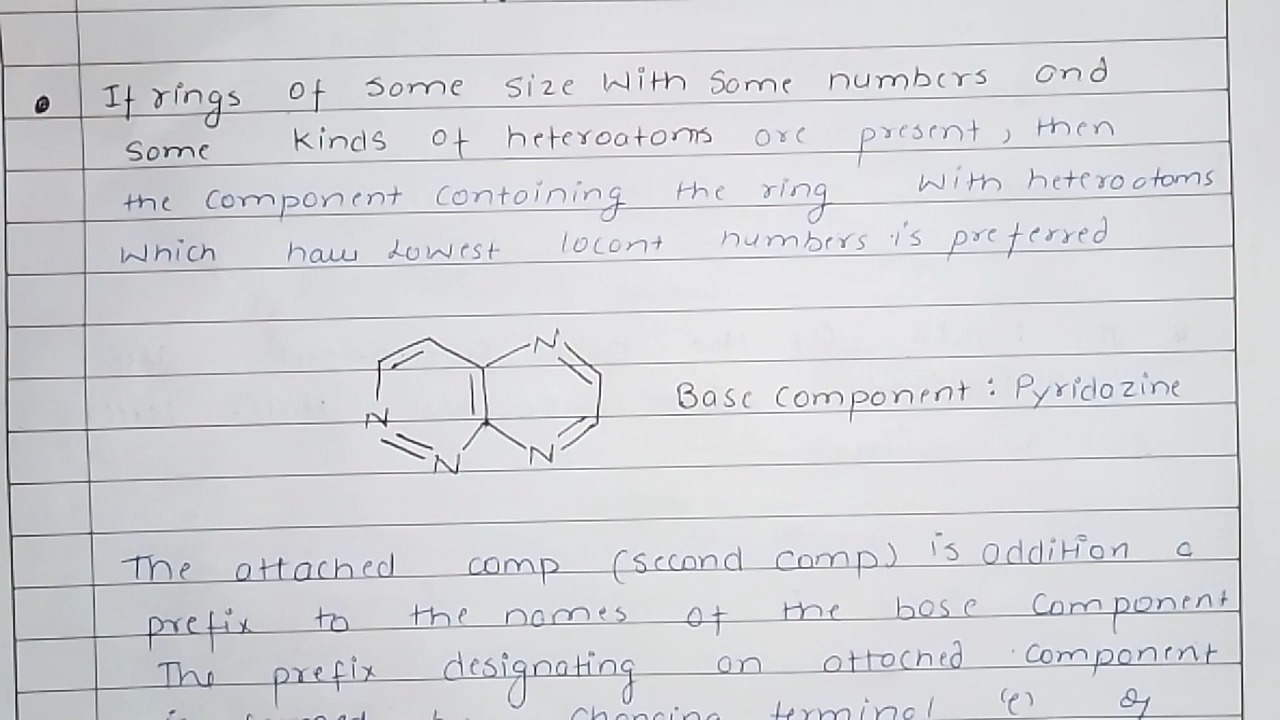 If rings of some size with some numbers and
some kinds of heteroatoms are present, then
the component containing the ring with heteroatoms
which have lowest locant numbers is preferred
N
N
N
N
Base component : Pyridazine
The attached comp (second comp) is addition a
prefix to the names of the base component
The prefix designating an attached component
changing terminal (e) of